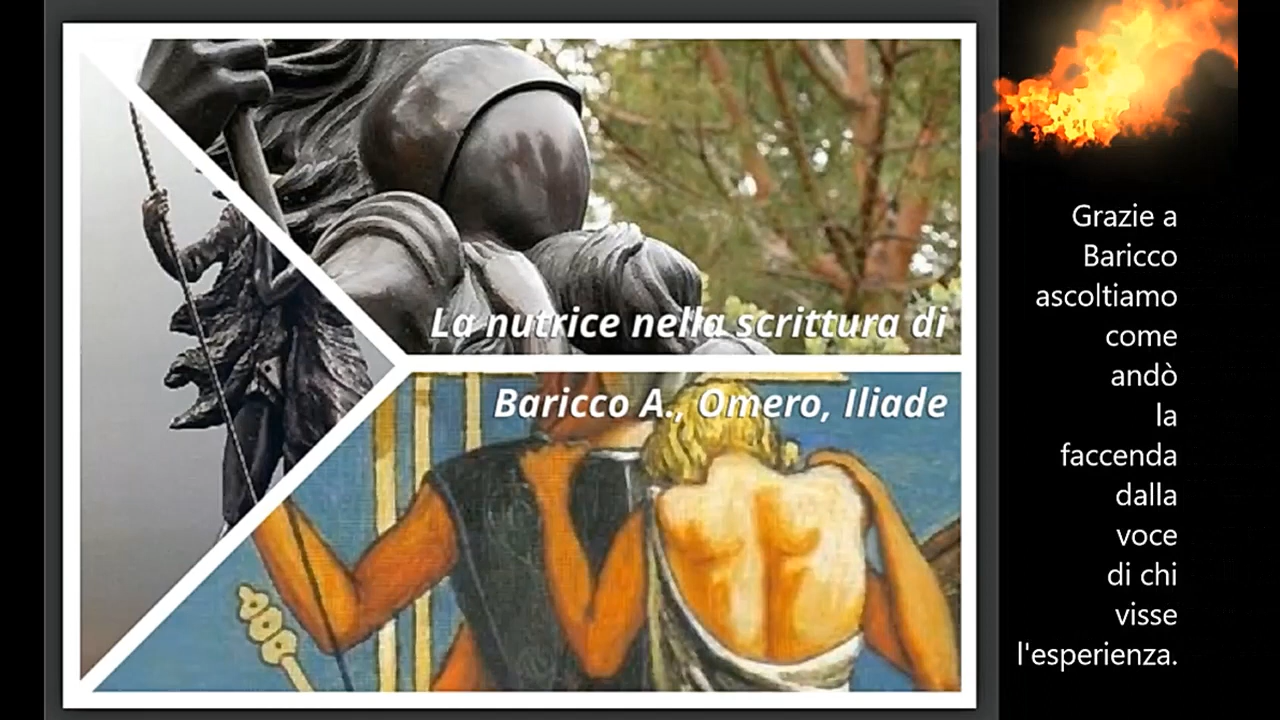 La nutrice nella scrittura di
Baricco A., Omero, Iliade
Grazie a
Baricco
ascoltiamo
come
andò
la
faccenda
dalla
voce
di chi
visse
l'esperienza.